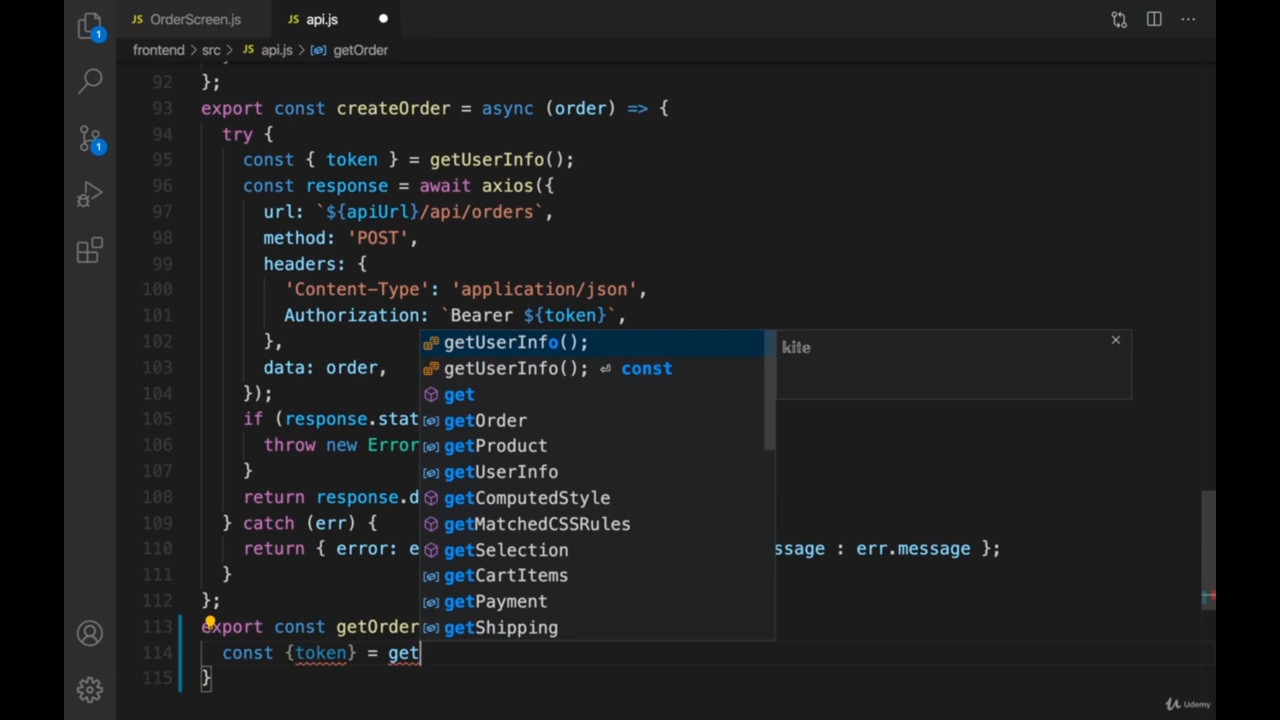 JS OrderScreen.js JS api.js
frontend > src > JS api.js > getOrder
92 };
93 export const createOrder = async (order) => {
94 try {
95 const { token } = getUserInfo();
96 const response = await axios({
97 url: `${apiUrl}/api/orders`,
98 method: 'POST',
99 headers: {
100 'Content-Type': 'application/json',
101 Authorization: `Bearer ${token}`,
102 },
103 data: order,
104 });
105 if (response.stat
106 throw new Error
107 }
108 return response.d
109 } catch (err) {
110 return { error: e ssage : err.message };
111 }
112 };
113 export const getOrder
114 const {token} = get
115 }
getUserInfo();
getUserInfo(); ⏎ const
get
getOrder
getProduct
getUserInfo
getComputedStyle
getMatchedCSSRules
getSelection
getCartItems
getPayment
getShipping
kite
1
1
Udemy